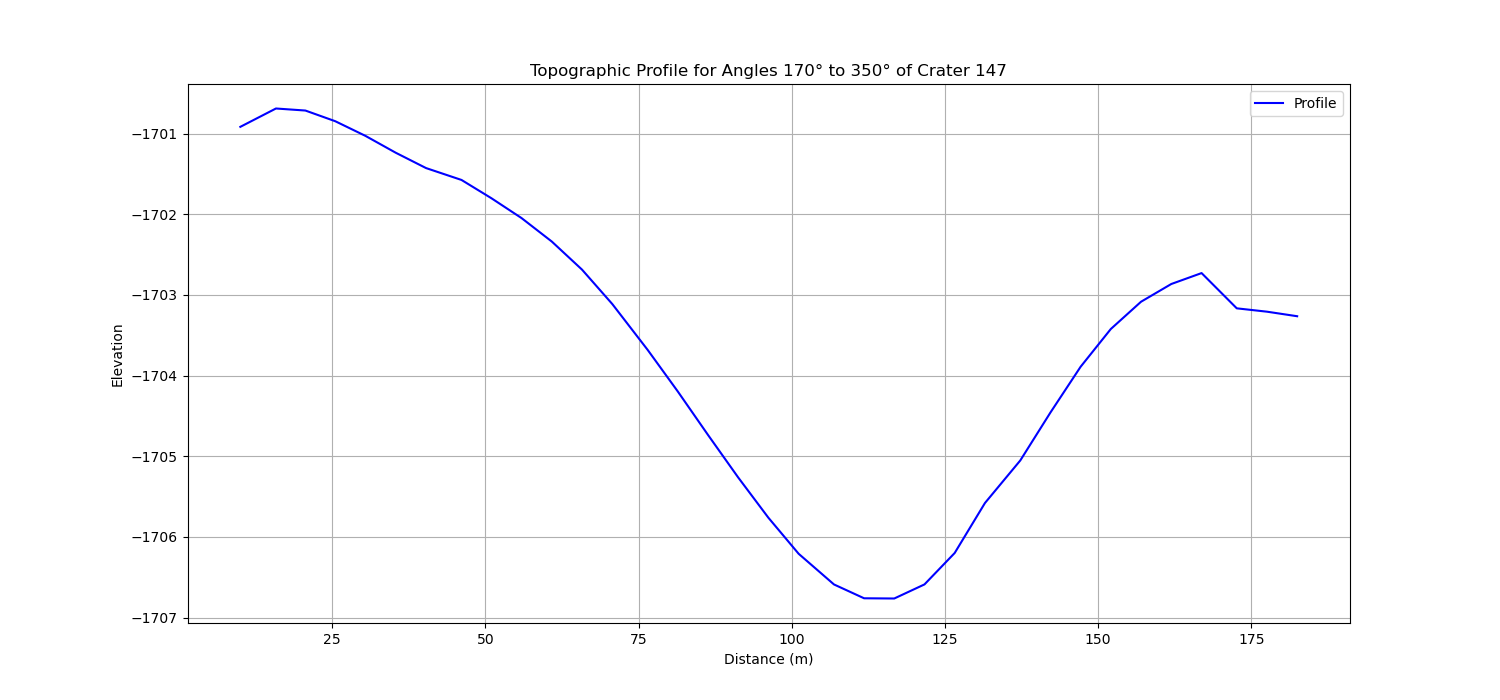 Topographic Profile for Angles 170° to 350° of Crater 147
Profile
Elevation
−1701
−1702
−1703
−1704
−1705
−1706
−1707
25 50 75 100 125 150 175
Distance (m)